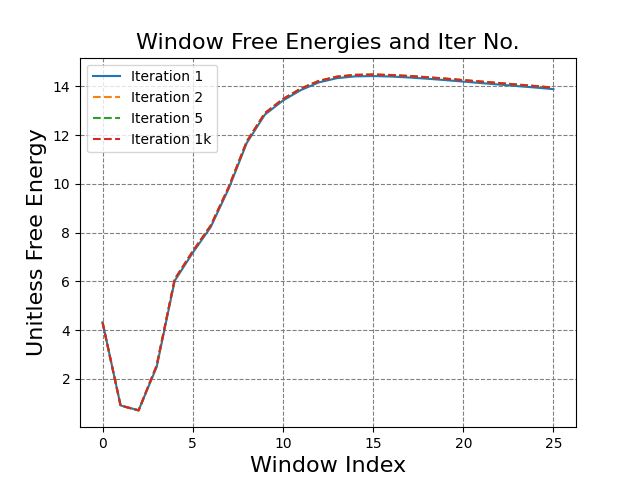 Window Free Energies and Iter No.
Iteration 1
Iteration 2
Iteration 5
Iteration 1k
Unitless Free Energy
14
12
10
8
6
4
2
0 5 10 15 20 25
Window Index